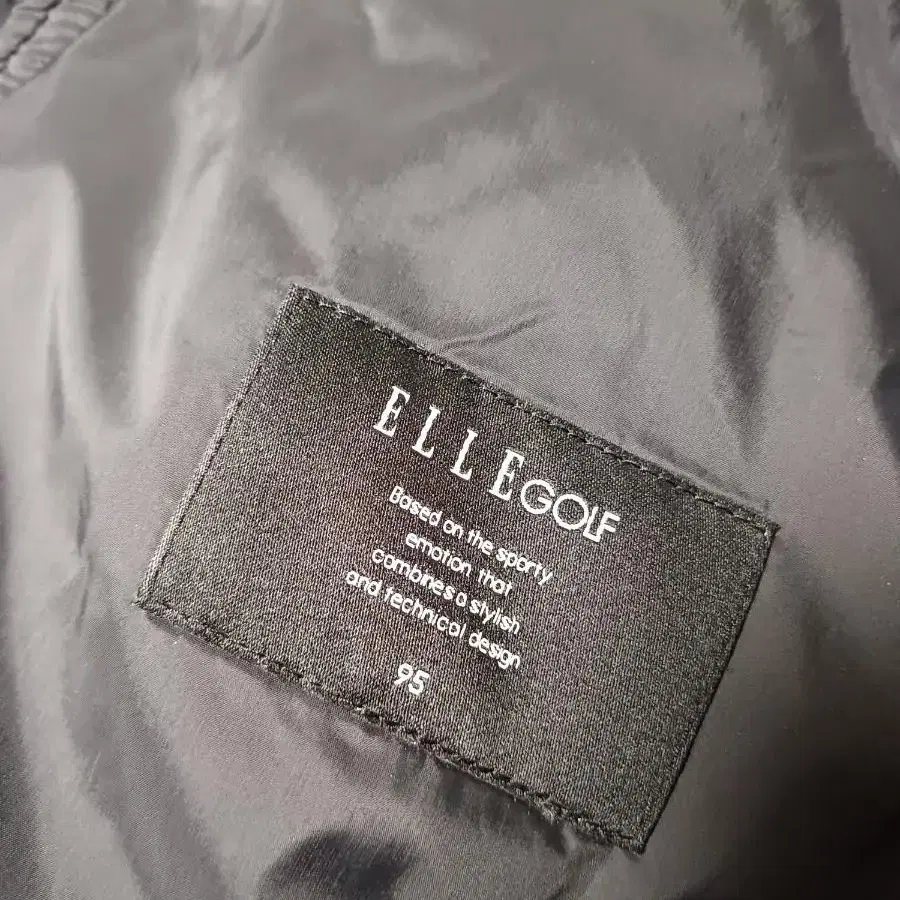 ELLE GOLF
Based on the sporty
emotion that
combines a stylish
and technical design
95